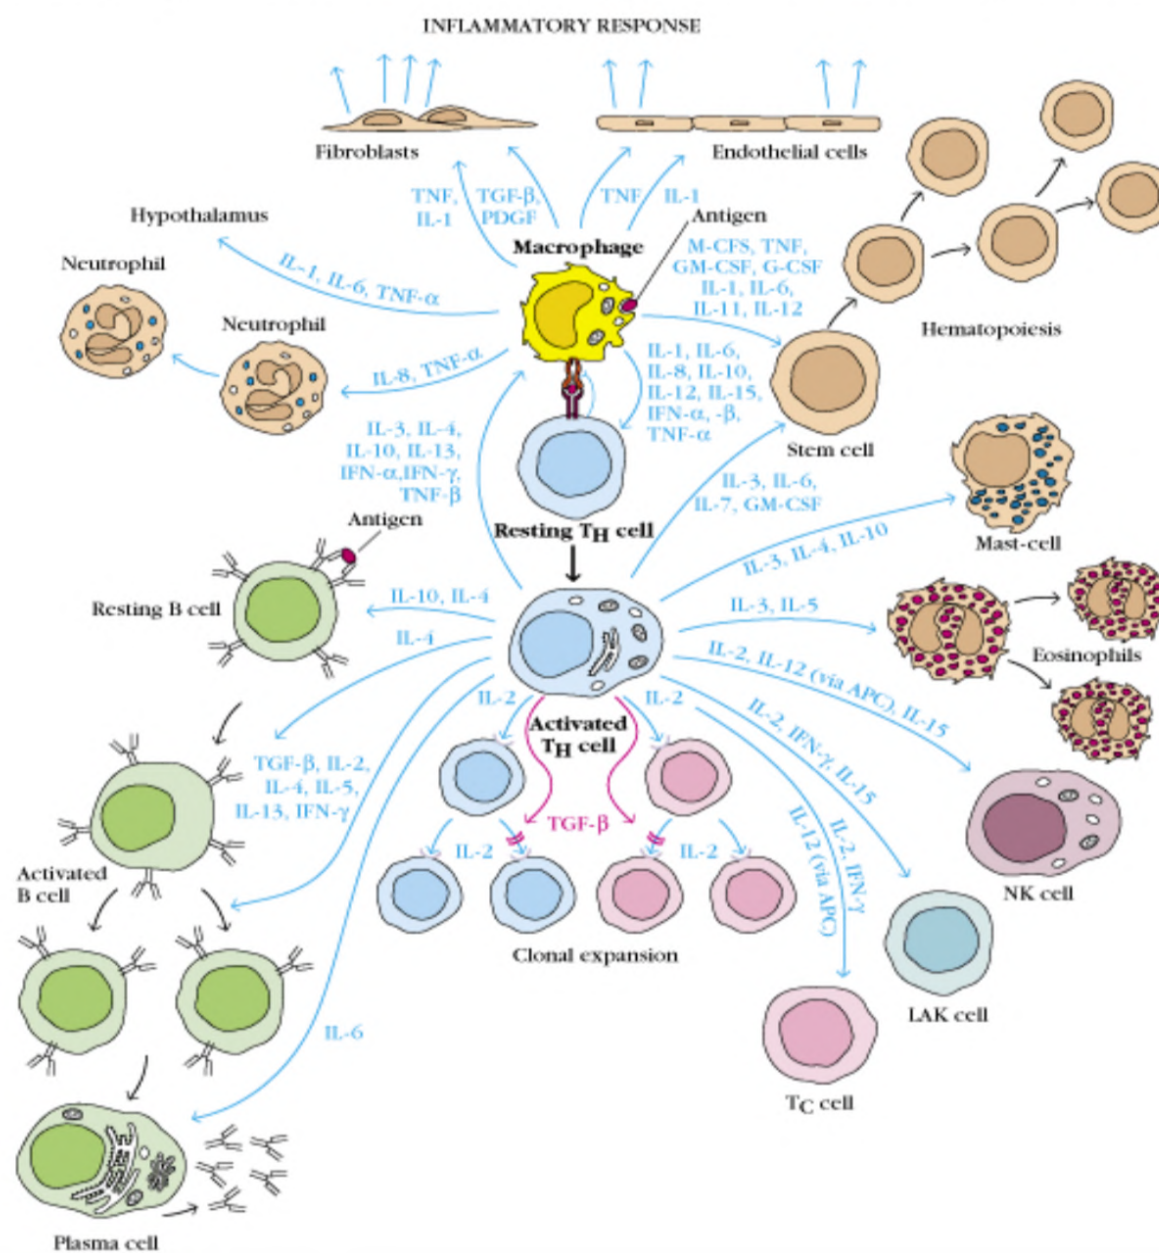 INFLAMMATORY RESPONSE
Fibroblasts
Endothelial cells
TNF,
IL-1
TGF-β,
PDGF
TNF
IL-1
Antigen
Hypothalamus
Macrophage
M-CFS, TNF,
GM-CSF, G-CSF
IL-1, IL-6,
IL-11, IL-12
Neutrophil
IL-1, IL-6, TNF-α
Neutrophil
Hematopoiesis
IL-8, TNF-α
IL-1, IL-6,
IL-8, IL-10,
IL-12, IL-15,
IFN-α, -β,
TNF-α
IL-3, IL-4,
IL-10, IL-13,
IFN-α,IFN-γ,
TNF-β
Stem cell
IL-3, IL-6,
IL-7, GM-CSF
Antigen
Resting TH cell
Mast-cell
IL-3, IL-4, IL-10
Resting B cell
IL-10, IL-4
IL-3, IL-5
IL-4
Eosinophils
IL-2, IL-12 (via APC), IL-15
IL-2
IL-2
Activated
TH cell
IL-2, IFN-γ, IL-15
TGF-β, IL-2,
IL-4, IL-5,
IL-13, IFN-γ
TGF-β
IL-2, IFN-γ
IL-12 (via APC)
IL-2
IL-2
Activated
B cell
NK cell
Clonal expansion
LAK cell
IL-6
TC cell
Plasma cell